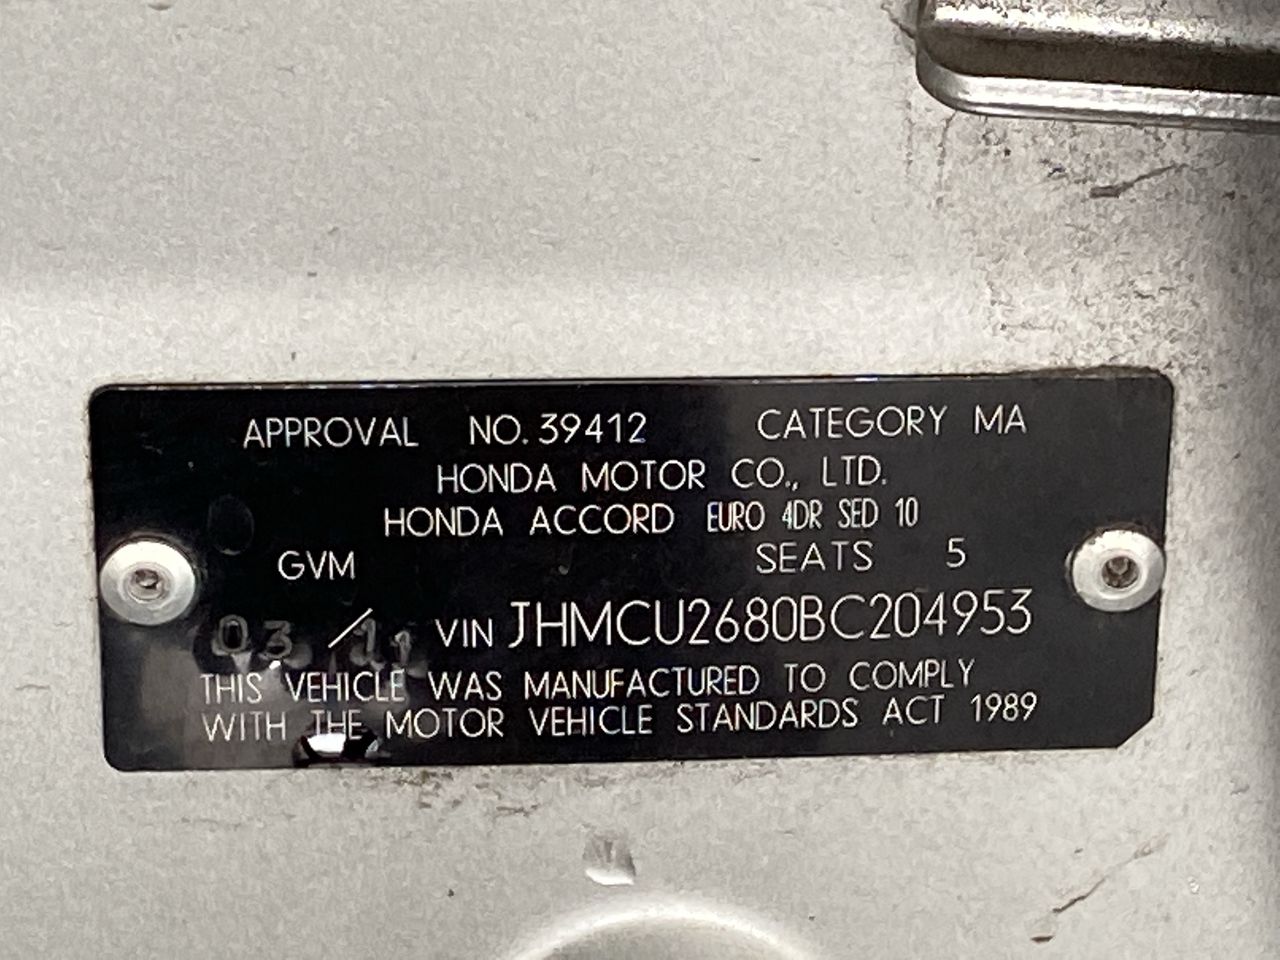 APPROVAL NO. 39412 CATEGORY MA
HONDA MOTOR CO., LTD.
HONDA ACCORD EURO 4DR SED 10
GVM SEATS 5
03 /11 VIN JHMCU2680BC204953
THIS VEHICLE WAS MANUFACTURED TO COMPLY
WITH THE MOTOR VEHICLE STANDARDS ACT 1989